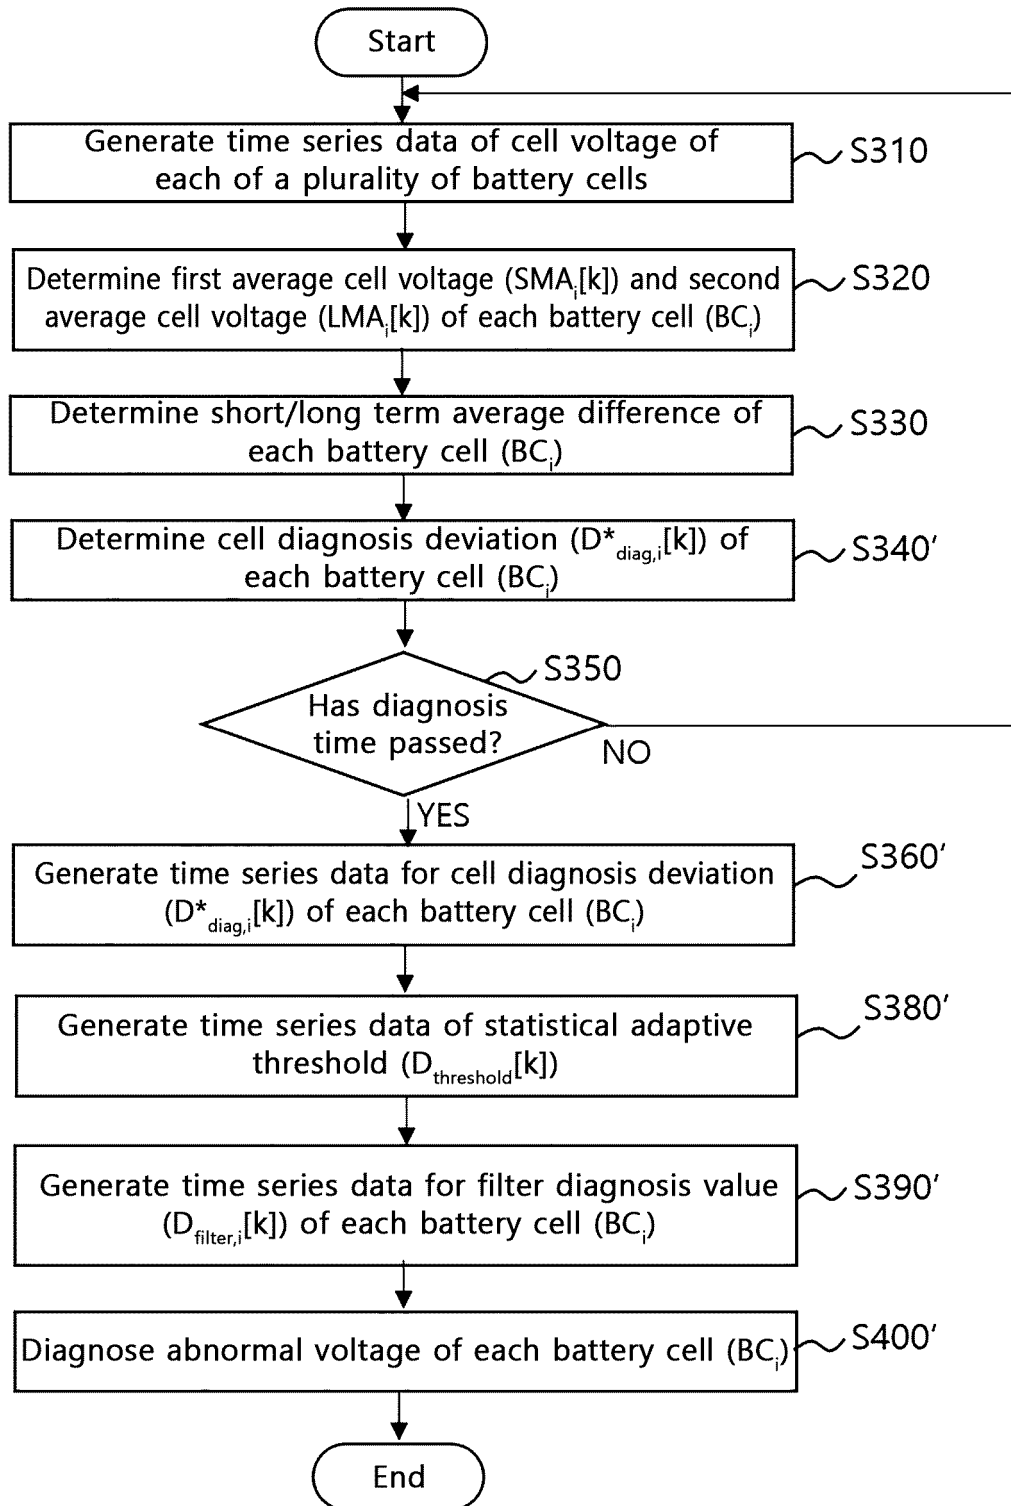 Start
Generate time series data of cell voltage of
each of a plurality of battery cells
S310
Determine first average cell voltage (SMAi[k]) and second
average cell voltage (LMAi[k]) of each battery cell (BCi)
S320
Determine short/long term average difference of
each battery cell (BCi)
S330
Determine cell diagnosis deviation (D*diag,i[k]) of
each battery cell (BCi)
S340′
S350
Has diagnosis
time passed?
NO
YES
Generate time series data for cell diagnosis deviation
(D*diag,i[k]) of each battery cell (BCi)
S360′
Generate time series data of statistical adaptive
threshold (Dthreshold[k])
S380′
Generate time series data for filter diagnosis value
(Dfilter,i[k]) of each battery cell (BCi)
S390′
Diagnose abnormal voltage of each battery cell (BCi)
S400′
End